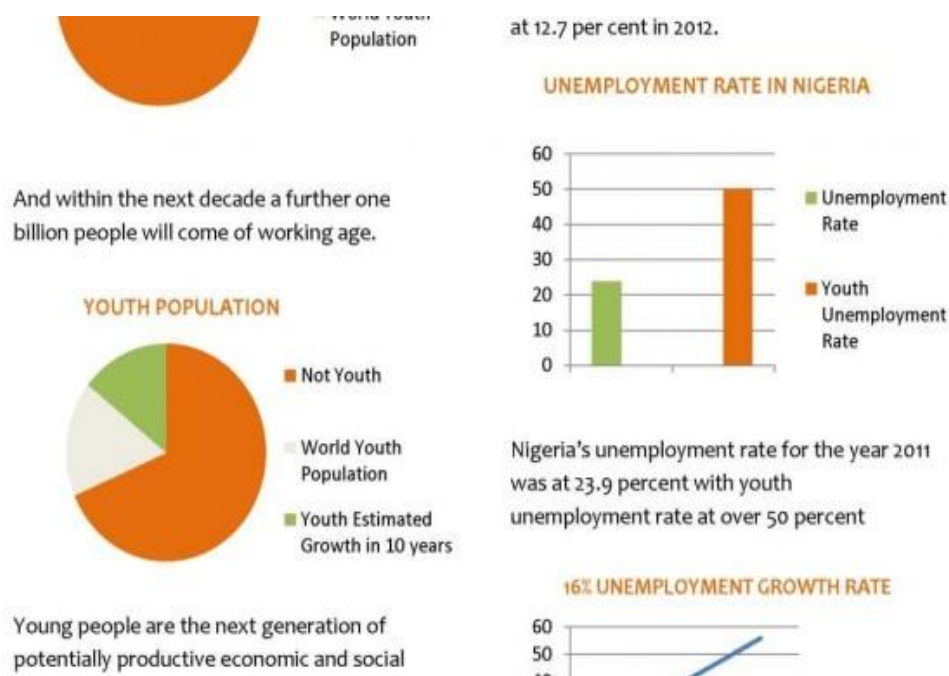 Population
And within the next decade a further one
billion people will come of working age.
YOUTH POPULATION
Not Youth
World Youth
Population
Youth Estimated
Growth in 10 years
Young people are the next generation of
potentially productive economic and social
at 12.7 per cent in 2012.
UNEMPLOYMENT RATE IN NIGERIA
60
50
40
30
20
10
0
Unemployment
Rate
Youth
Unemployment
Rate
Nigeria's unemployment rate for the year 2011
was at 23.9 percent with youth
unemployment rate at over 50 percent
16% UNEMPLOYMENT GROWTH RATE
60
50